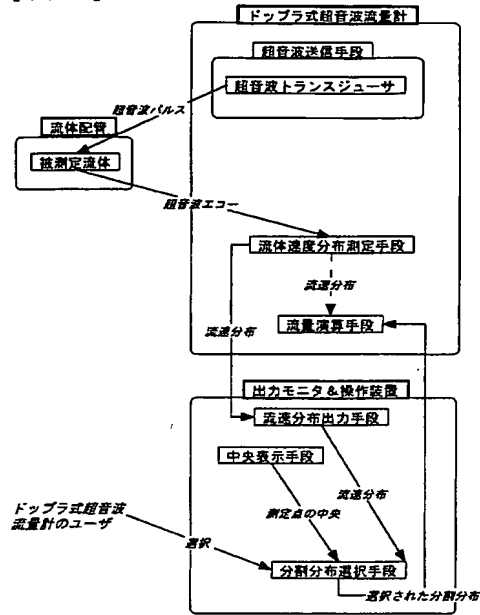 ドップラ式超音波流量計
超音波送信手段
超音波トランスジューサ
超音波パルス
流体配管
被測定流体
超音波エコー
流体速度分布測定手段
流速分布
流量演算手段
流速分布
出力モニタ&操作装置
流速分布出力手段
中央表示手段
流速分布
測定点の中央
ドップラ式超音波
流量計のユーザ
選択
分割分布選択手段
選択された分割分布